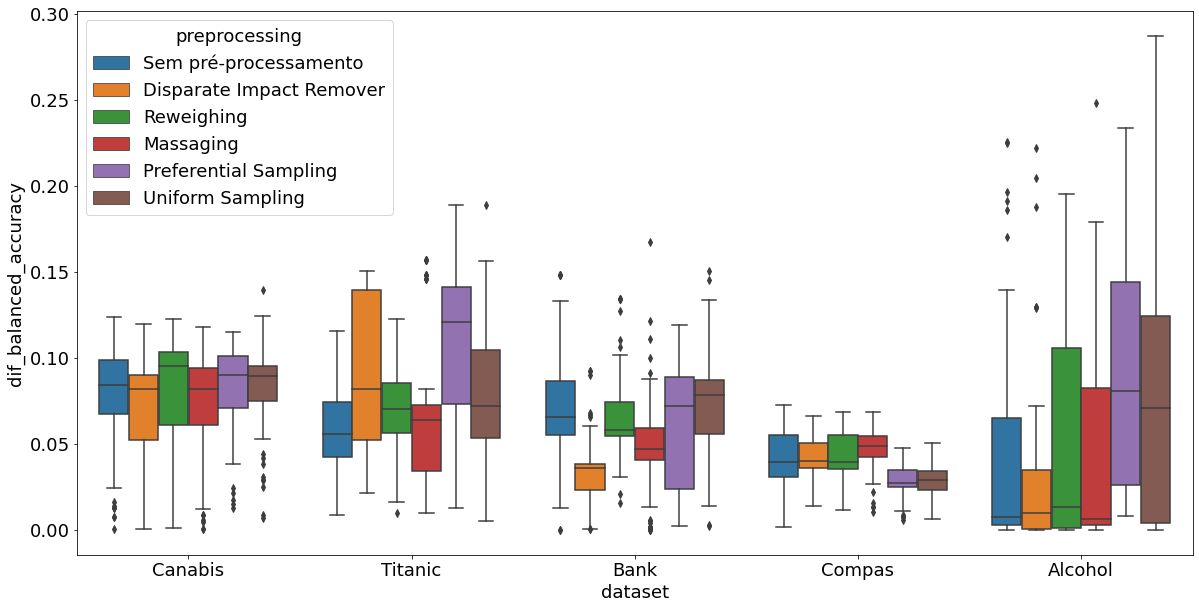 preprocessing
Sem pré-processamento
Disparate Impact Remover
Reweighing
Massaging
Preferential Sampling
Uniform Sampling
dif_balanced_accuracy
0.30
0.25
0.20
0.15
0.10
0.05
0.00
Canabis Titanic Bank Compas Alcohol
dataset